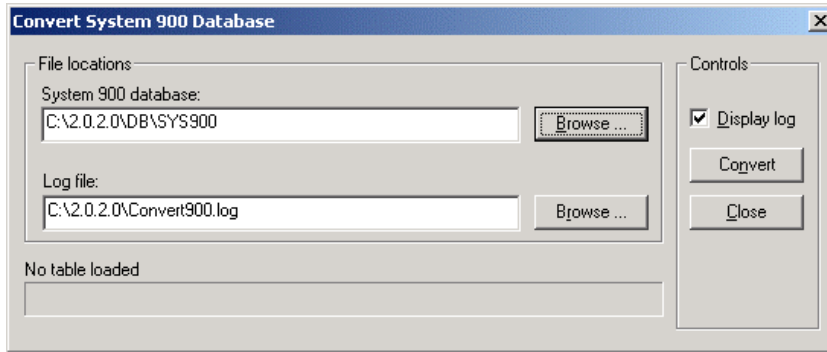 Convert System 900 Database
File locations
System 900 database:
C:\2.0.2.0\DB\SYS900
Browse ...
Log file:
C:\2.0.2.0\Convert900.log
Browse ...
No table loaded
Controls
Display log
Convert
Close